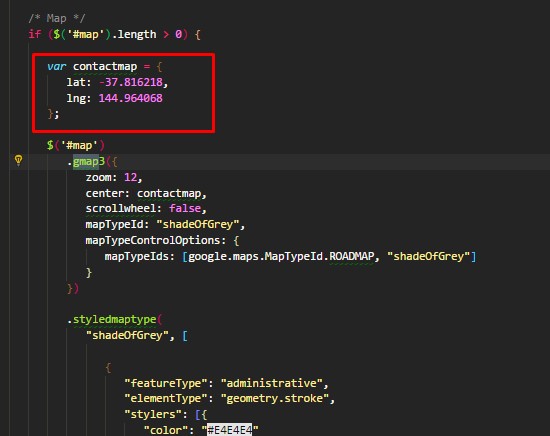 /* Map */
if ($('#map').length > 0) {
var contactmap = {
lat: -37.816218,
lng: 144.964068
};
$('#map')
.gmap3({
zoom: 12,
center: contactmap,
scrollwheel: false,
mapTypeId: "shadeOfGrey",
mapTypeControlOptions: {
mapTypeIds: [google.maps.MapTypeId.ROADMAP, "shadeOfGrey"]
}
})
.styledmaptype(
"shadeOfGrey", [
{
"featureType": "administrative",
"elementType": "geometry.stroke",
"stylers": [{
"color": "#E4E4E4"